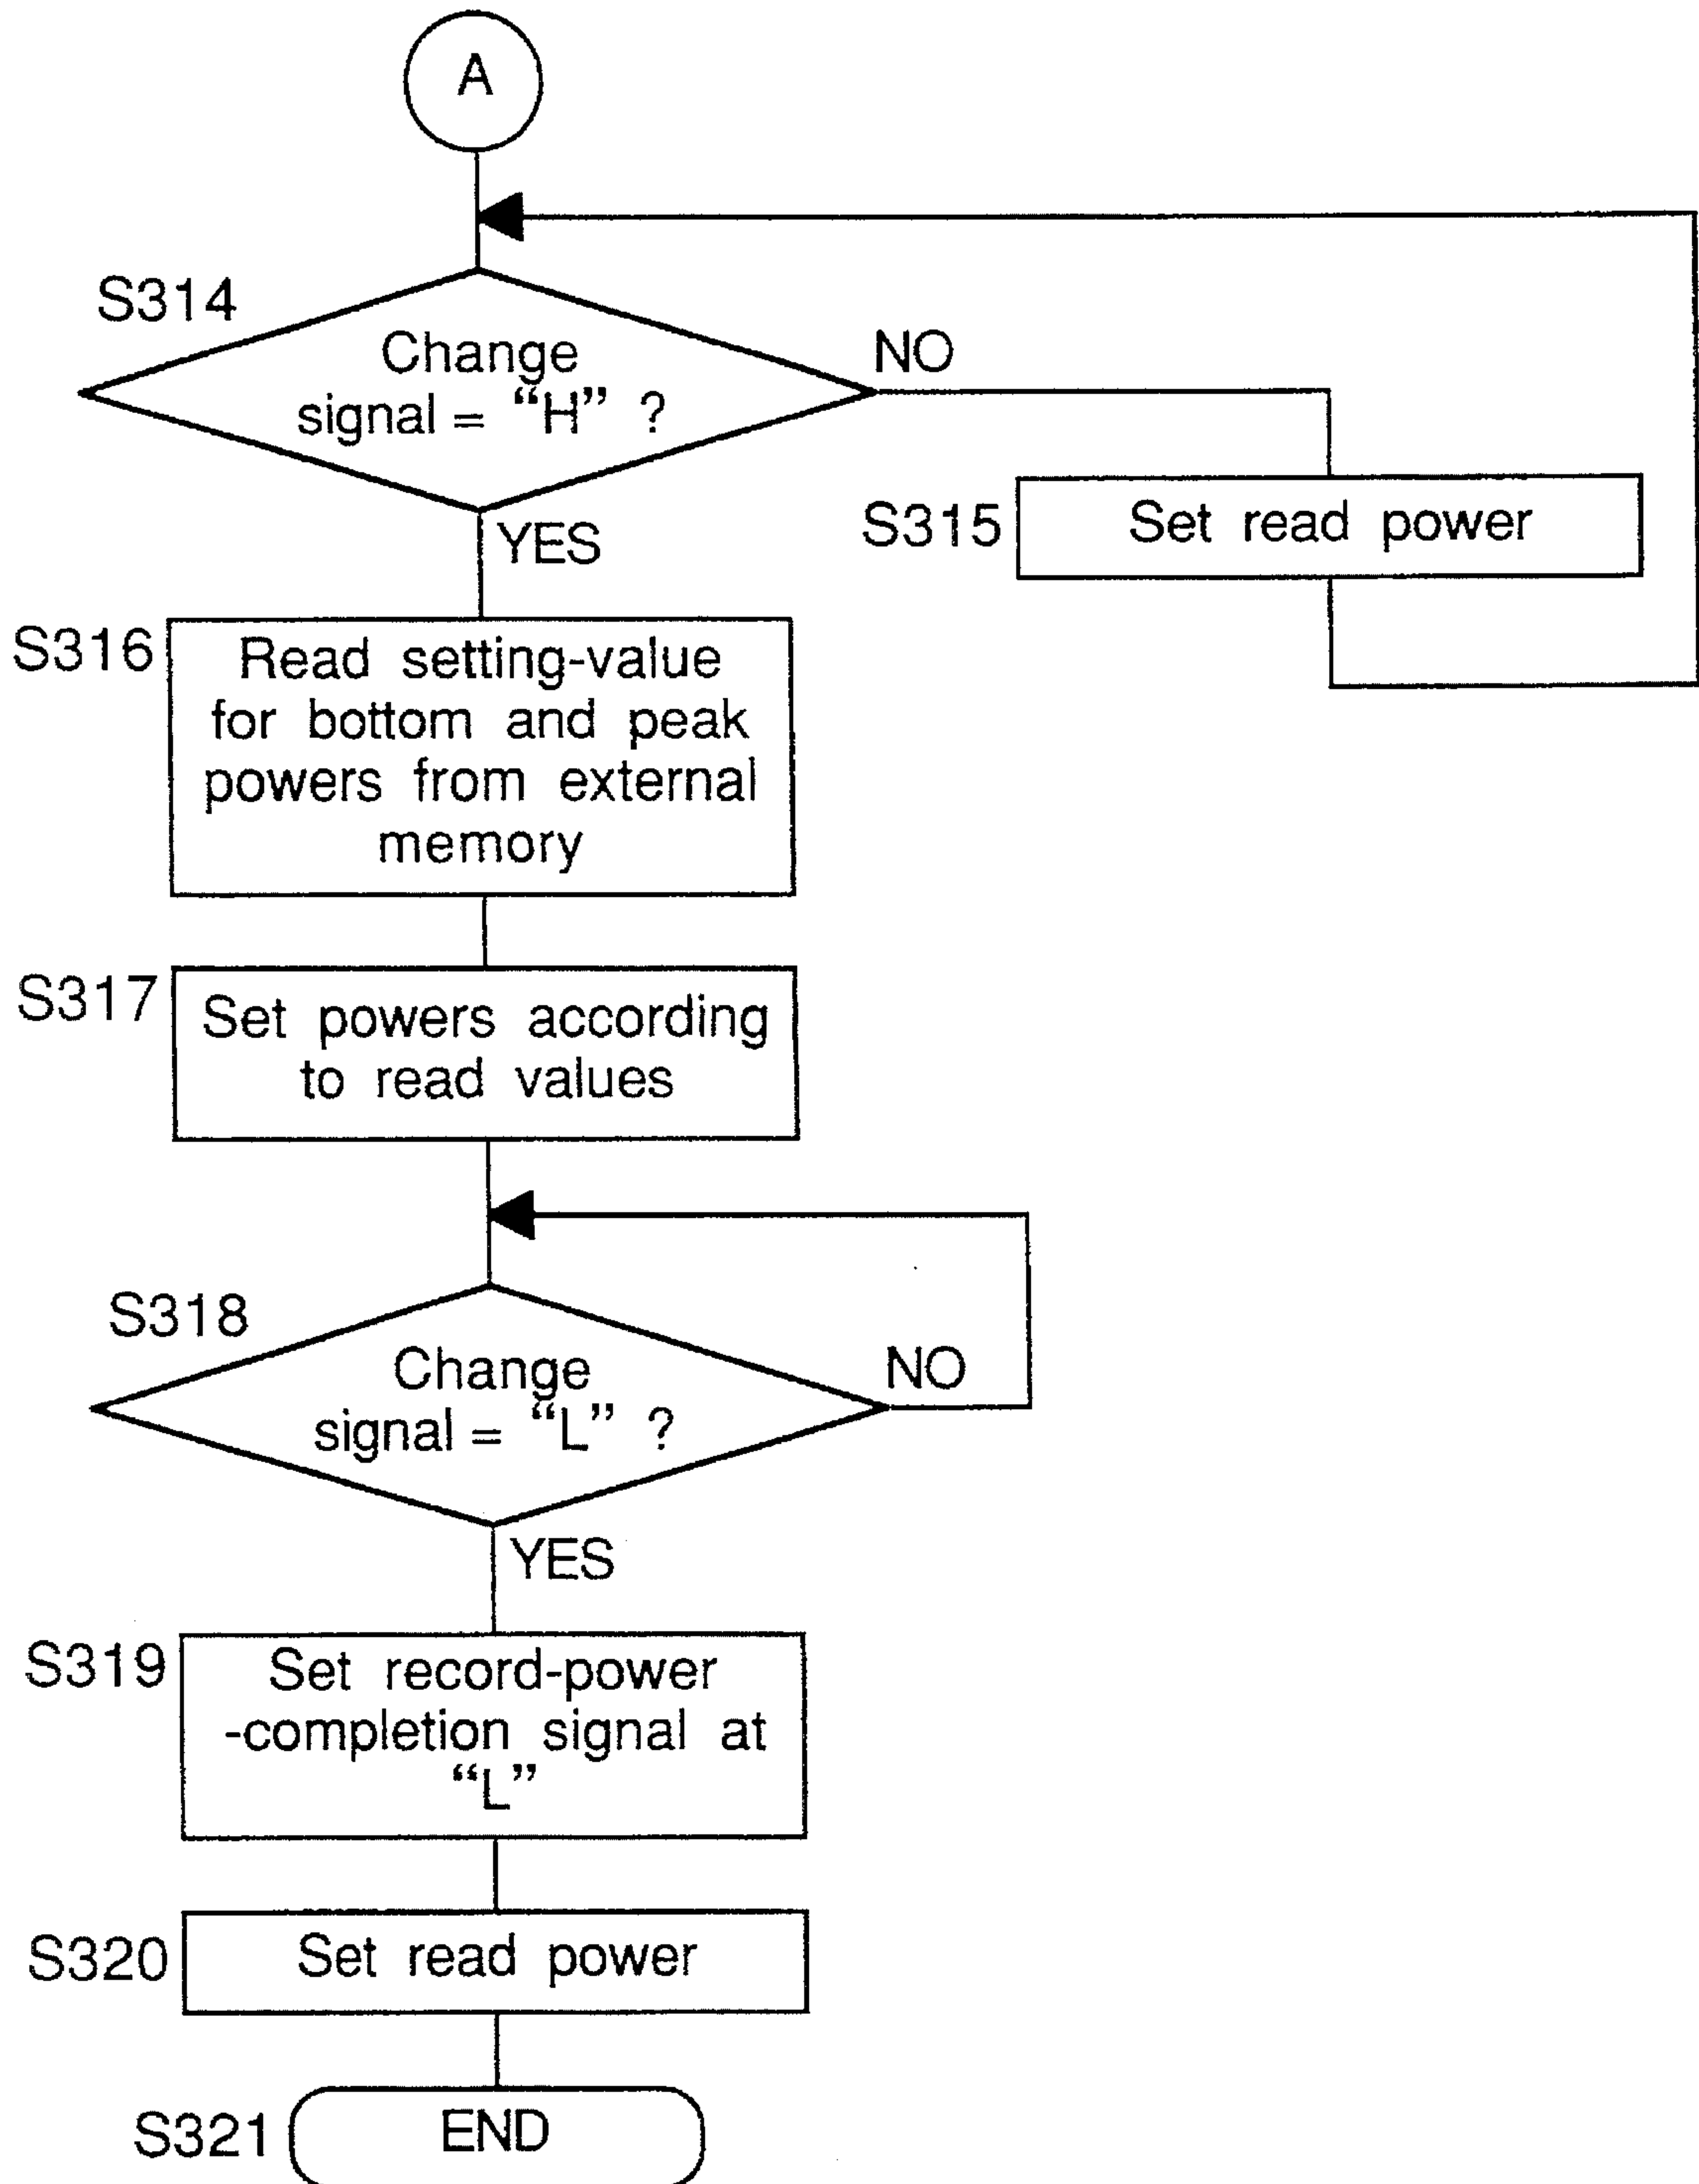 A
S314
Change
signal = “H” ?
NO
S315
Set read power
YES
S316
Read setting-value
for bottom and peak
powers from external
memory
S317
Set powers according
to read values
S318
Change
signal = “L” ?
NO
YES
S319
Set record-power
-completion signal at
“L”
S320
Set read power
S321
END